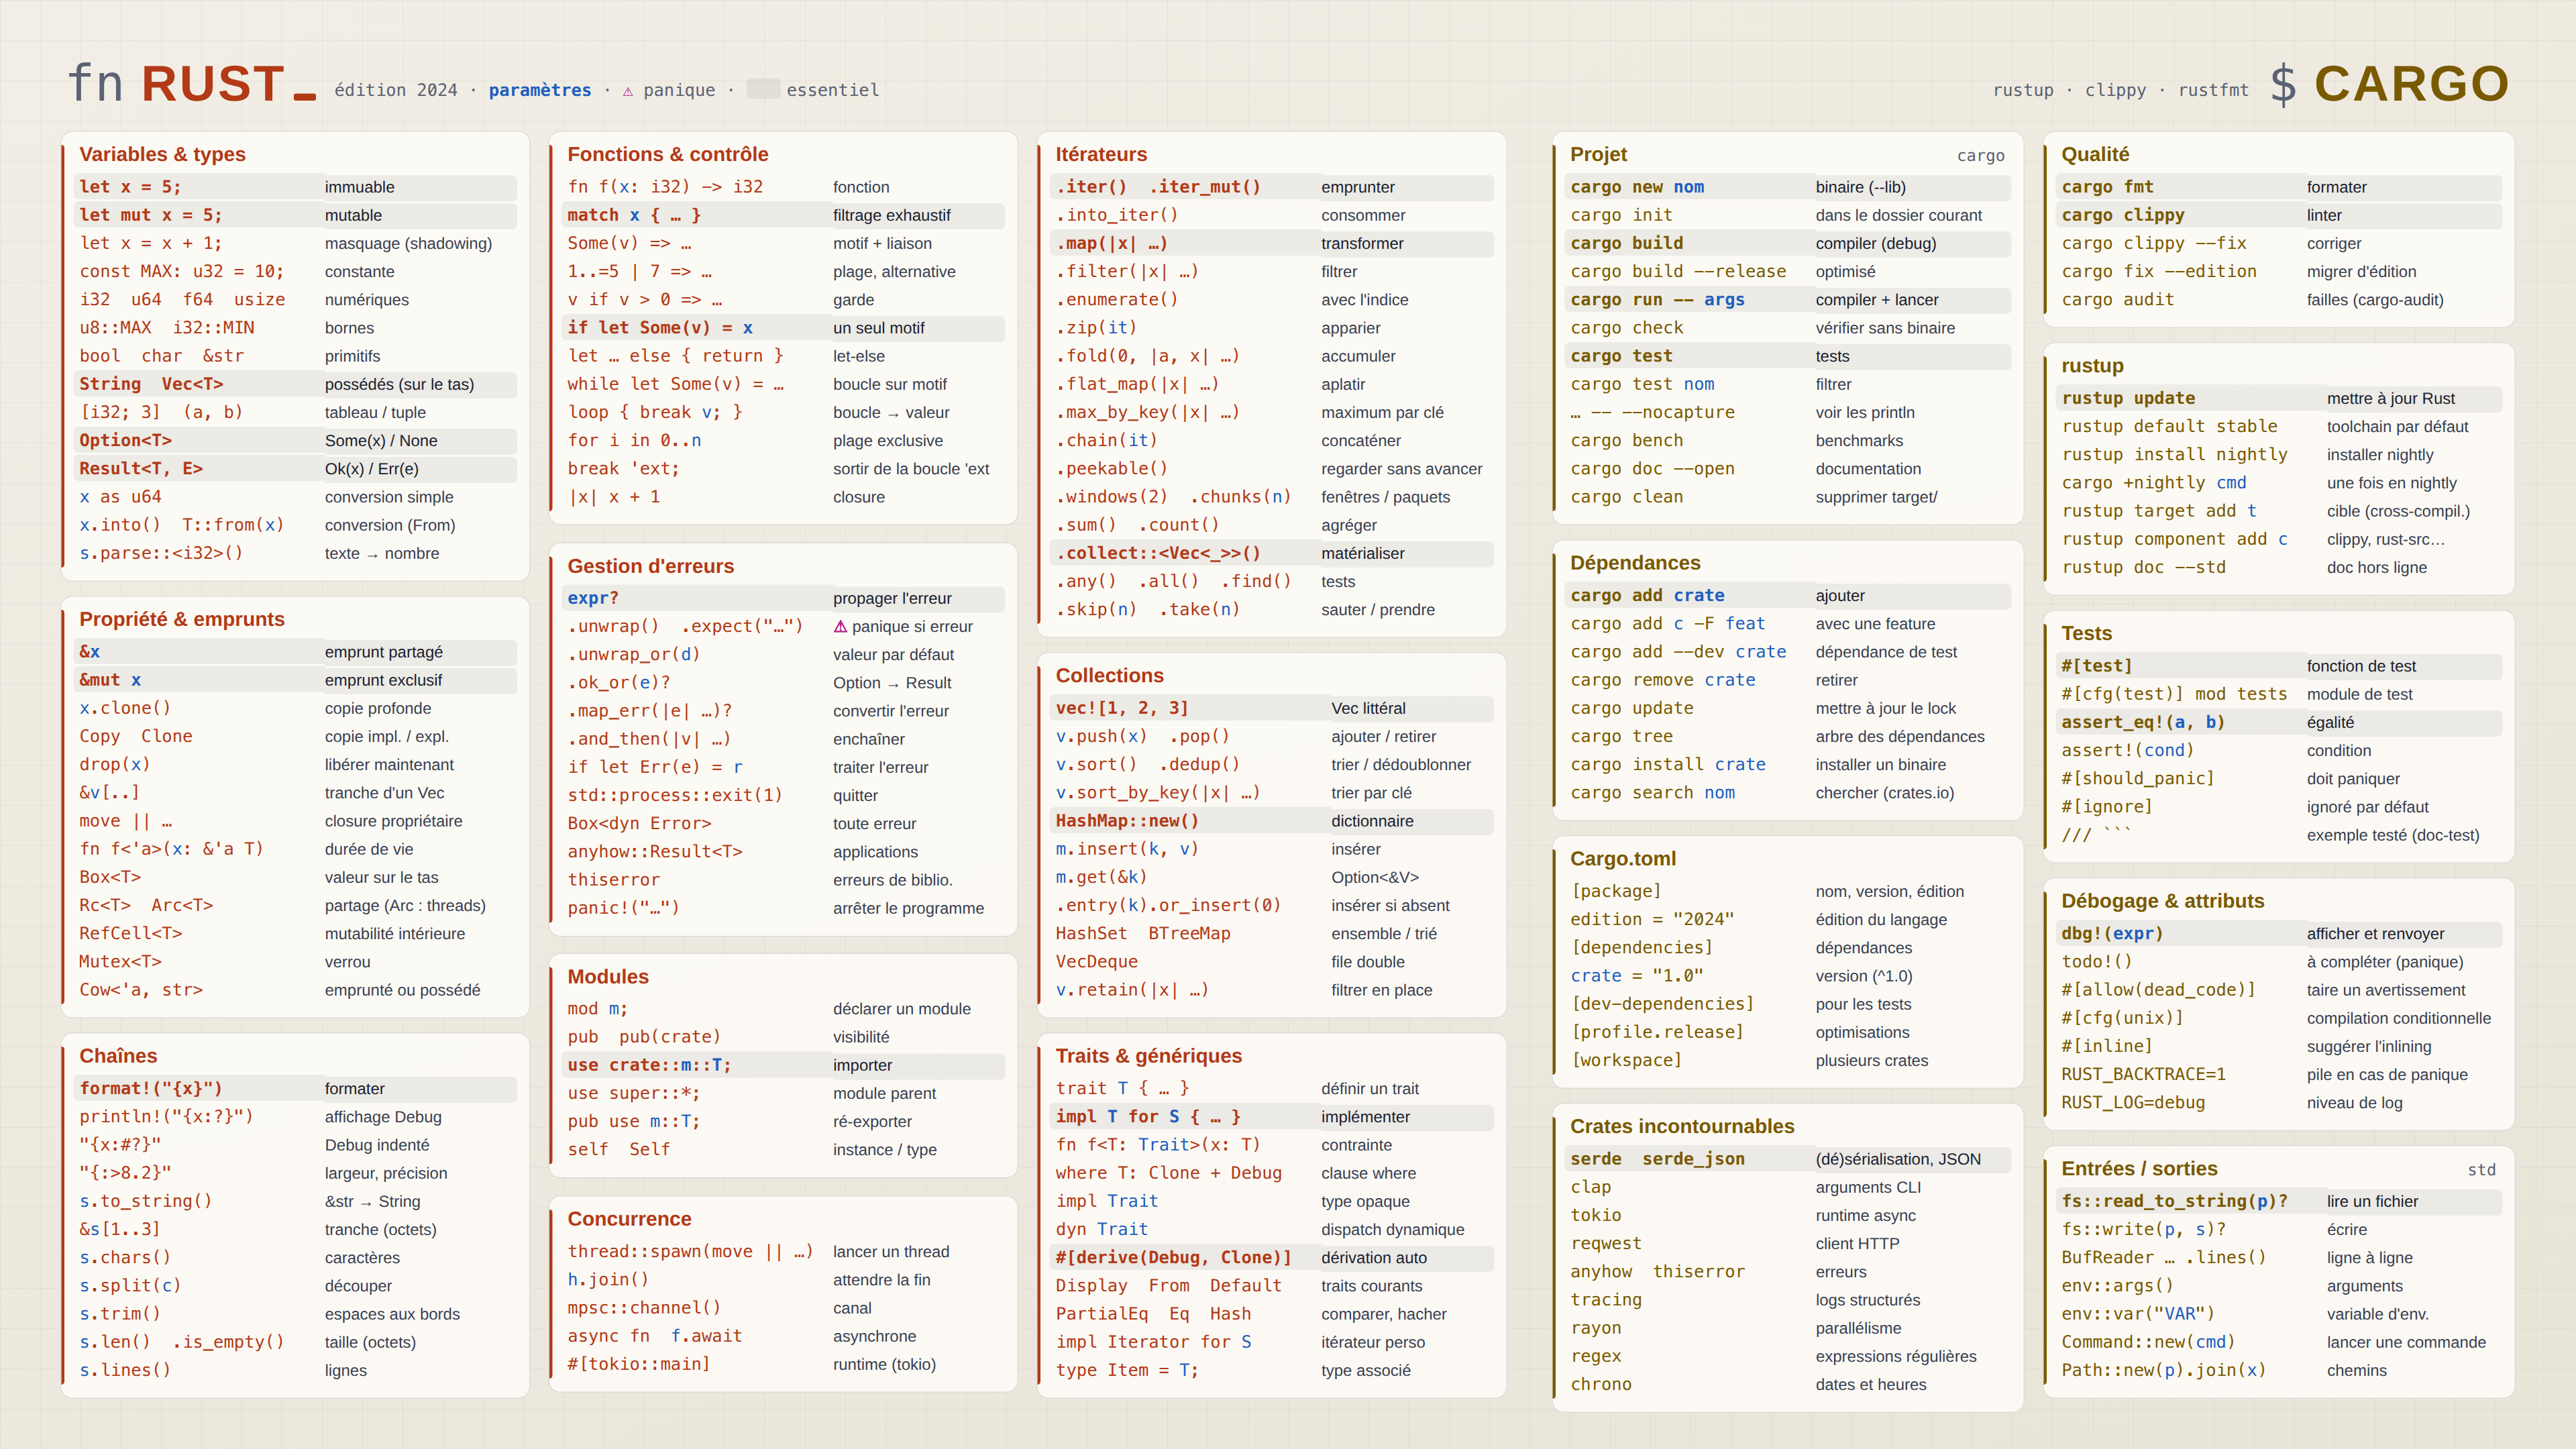 fn RUST_ édition 2024 · paramètres · ⚠ panique · essentiel
rustup · clippy · rustfmt $ CARGO
Variables & types
let x = 5; immuable
let mut x = 5; mutable
let x = x + 1; masquage (shadowing)
const MAX: u32 = 10; constante
i32 u64 f64 usize numériques
u8::MAX i32::MIN bornes
bool char &str primitifs
String Vec<T> possédés (sur le tas)
[i32; 3] (a, b) tableau / tuple
Option<T> Some(x) / None
Result<T, E> Ok(x) / Err(e)
x as u64 conversion simple
x.into() T::from(x) conversion (From)
s.parse::<i32>() texte → nombre
Propriété & emprunts
&x emprunt partagé
&mut x emprunt exclusif
x.clone() copie profonde
Copy Clone copie impl. / expl.
drop(x) libérer maintenant
&v[..] tranche d'un Vec
move || … closure propriétaire
fn f<'a>(x: &'a T) durée de vie
Box<T> valeur sur le tas
Rc<T> Arc<T> partage (Arc : threads)
RefCell<T> mutabilité intérieure
Mutex<T> verrou
Cow<'a, str> emprunté ou possédé
Chaînes
format!("{x}") formater
println!("{x:?}") affichage Debug
"{x:#?}" Debug indenté
"{:>8.2}" largeur, précision
s.to_string() &str → String
&s[1..3] tranche (octets)
s.chars() caractères
s.split(c) découper
s.trim() espaces aux bords
s.len() .is_empty() taille (octets)
s.lines() lignes
Fonctions & contrôle
fn f(x: i32) -> i32 fonction
match x { … } filtrage exhaustif
Some(v) => … motif + liaison
1..=5 | 7 => … plage, alternative
v if v > 0 => … garde
if let Some(v) = x un seul motif
let … else { return } let-else
while let Some(v) = … boucle sur motif
loop { break v; } boucle → valeur
for i in 0..n plage exclusive
break 'ext; sortir de la boucle 'ext
|x| x + 1 closure
Gestion d'erreurs
expr? propager l'erreur
.unwrap() .expect("…") ⚠ panique si erreur
.unwrap_or(d) valeur par défaut
.ok_or(e)? Option → Result
.map_err(|e| …)? convertir l'erreur
.and_then(|v| …) enchaîner
if let Err(e) = r traiter l'erreur
std::process::exit(1) quitter
Box<dyn Error> toute erreur
anyhow::Result<T> applications
thiserror erreurs de biblio.
panic!("…") arrêter le programme
Modules
mod m; déclarer un module
pub pub(crate) visibilité
use crate::m::T; importer
use super::*; module parent
pub use m::T; ré-exporter
self Self instance / type
Concurrence
thread::spawn(move || …) lancer un thread
h.join() attendre la fin
mpsc::channel() canal
async fn f.await asynchrone
#[tokio::main] runtime (tokio)
Itérateurs
.iter() .iter_mut() emprunter
.into_iter() consommer
.map(|x| …) transformer
.filter(|x| …) filtrer
.enumerate() avec l'indice
.zip(it) apparier
.fold(0, |a, x| …) accumuler
.flat_map(|x| …) aplatir
.max_by_key(|x| …) maximum par clé
.chain(it) concaténer
.peekable() regarder sans avancer
.windows(2) .chunks(n) fenêtres / paquets
.sum() .count() agréger
.collect::<Vec<_>>() matérialiser
.any() .all() .find() tests
.skip(n) .take(n) sauter / prendre
Collections
vec![1, 2, 3] Vec littéral
v.push(x) .pop() ajouter / retirer
v.sort() .dedup() trier / dédoublonner
v.sort_by_key(|x| …) trier par clé
HashMap::new() dictionnaire
m.insert(k, v) insérer
m.get(&k) Option<&V>
.entry(k).or_insert(0) insérer si absent
HashSet BTreeMap ensemble / trié
VecDeque file double
v.retain(|x| …) filtrer en place
Traits & génériques
trait T { … } définir un trait
impl T for S { … } implémenter
fn f<T: Trait>(x: T) contrainte
where T: Clone + Debug clause where
impl Trait type opaque
dyn Trait dispatch dynamique
#[derive(Debug, Clone)] dérivation auto
Display From Default traits courants
PartialEq Eq Hash comparer, hacher
impl Iterator for S itérateur perso
type Item = T; type associé
Projet cargo
cargo new nom binaire (--lib)
cargo init dans le dossier courant
cargo build compiler (debug)
cargo build --release optimisé
cargo run -- args compiler + lancer
cargo check vérifier sans binaire
cargo test tests
cargo test nom filtrer
… -- --nocapture voir les println
cargo bench benchmarks
cargo doc --open documentation
cargo clean supprimer target/
Dépendances
cargo add crate ajouter
cargo add c -F feat avec une feature
cargo add --dev crate dépendance de test
cargo remove crate retirer
cargo update mettre à jour le lock
cargo tree arbre des dépendances
cargo install crate installer un binaire
cargo search nom chercher (crates.io)
Cargo.toml
[package] nom, version, édition
edition = "2024" édition du langage
[dependencies] dépendances
crate = "1.0" version (^1.0)
[dev-dependencies] pour les tests
[profile.release] optimisations
[workspace] plusieurs crates
Crates incontournables
serde serde_json (dé)sérialisation, JSON
clap arguments CLI
tokio runtime async
reqwest client HTTP
anyhow thiserror erreurs
tracing logs structurés
rayon parallélisme
regex expressions régulières
chrono dates et heures
Qualité
cargo fmt formater
cargo clippy linter
cargo clippy --fix corriger
cargo fix --edition migrer d'édition
cargo audit failles (cargo-audit)
rustup
rustup update mettre à jour Rust
rustup default stable toolchain par défaut
rustup install nightly installer nightly
cargo +nightly cmd une fois en nightly
rustup target add t cible (cross-compil.)
rustup component add c clippy, rust-src…
rustup doc --std doc hors ligne
Tests
#[test] fonction de test
#[cfg(test)] mod tests module de test
assert_eq!(a, b) égalité
assert!(cond) condition
#[should_panic] doit paniquer
#[ignore] ignoré par défaut
/// ``` exemple testé (doc-test)
Débogage & attributs
dbg!(expr) afficher et renvoyer
todo!() à compléter (panique)
#[allow(dead_code)] taire un avertissement
#[cfg(unix)] compilation conditionnelle
#[inline] suggérer l'inlining
RUST_BACKTRACE=1 pile en cas de panique
RUST_LOG=debug niveau de log
Entrées / sorties std
fs::read_to_string(p)? lire un fichier
fs::write(p, s)? écrire
BufReader … .lines() ligne à ligne
env::args() arguments
env::var("VAR") variable d'env.
Command::new(cmd) lancer une commande
Path::new(p).join(x) chemins